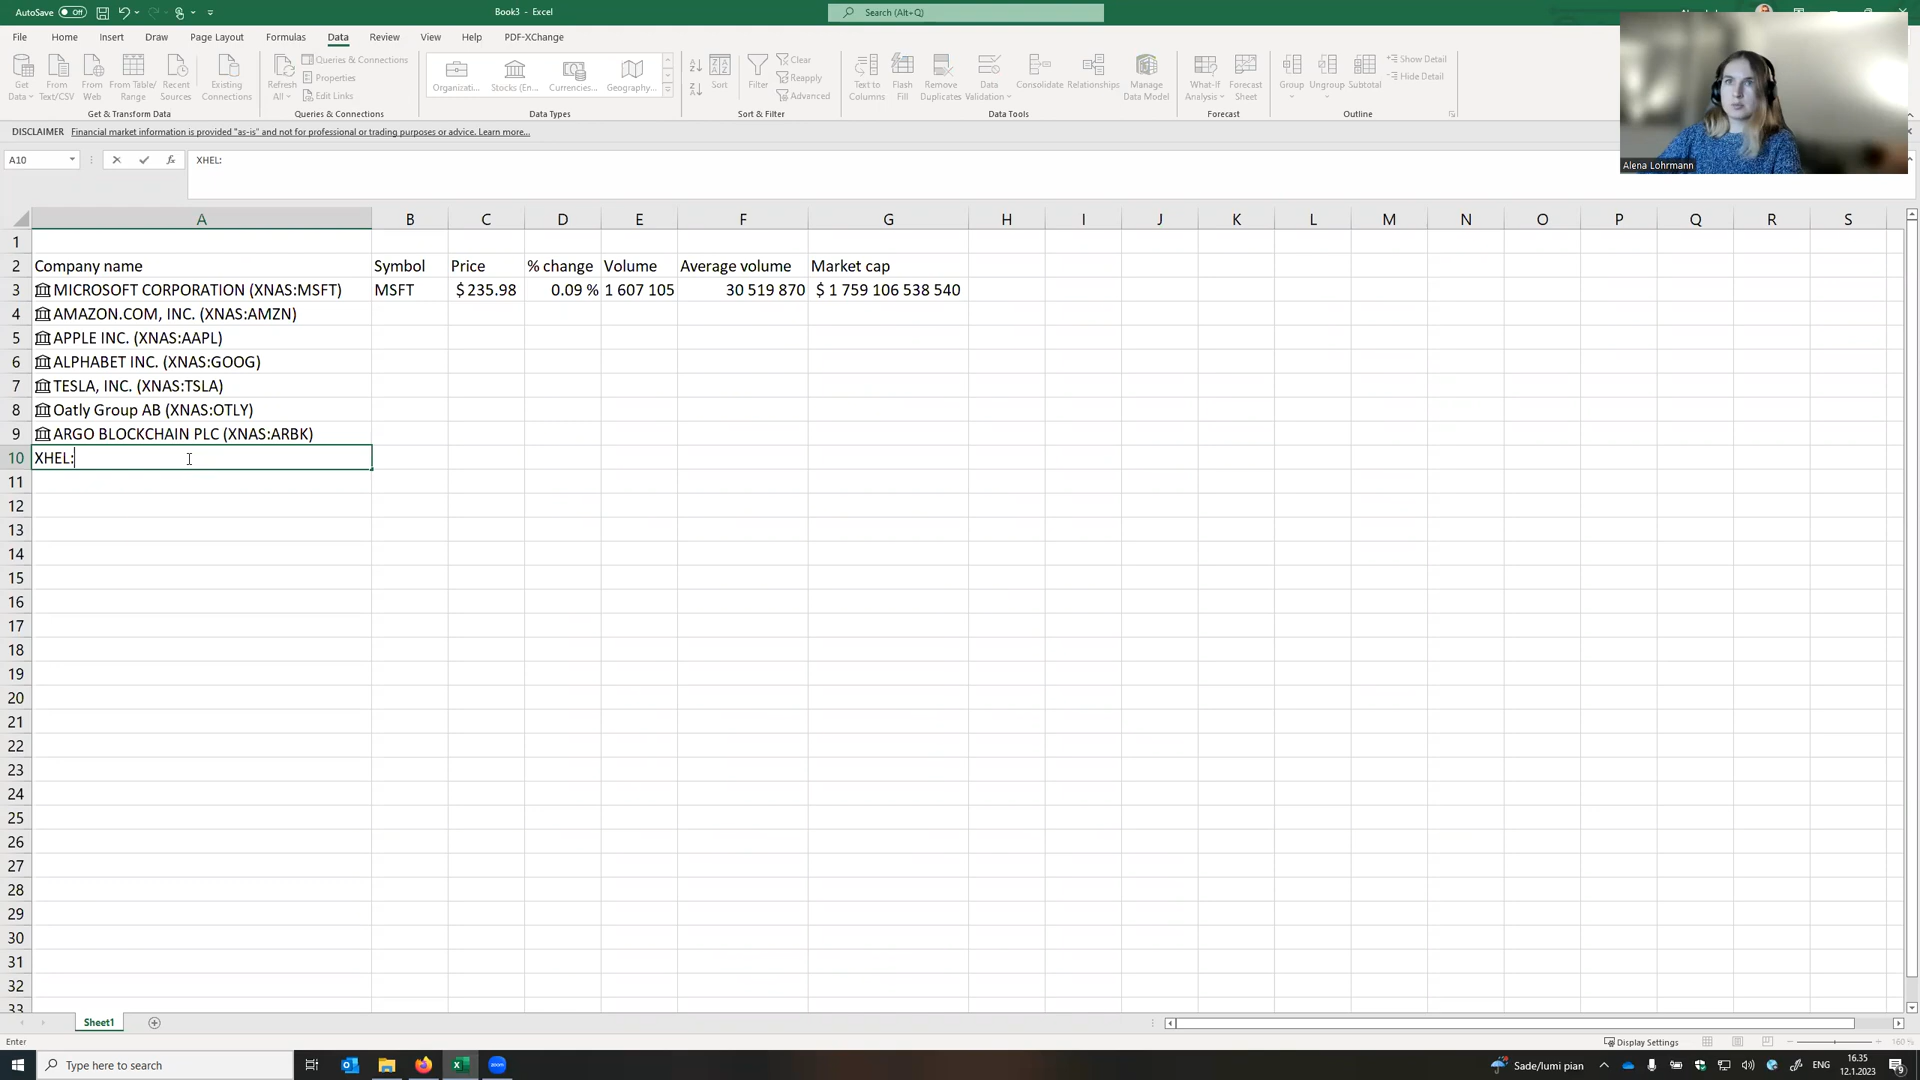 AutoSave Off
Book3 - Excel
Search (Alt+Q)
File Home Insert Draw Page Layout Formulas Data Review View Help PDF-XChange
Get Data
From Text/CSV
From Web
From Table/ Range
Recent Sources
Existing Connections
Get & Transform Data
Refresh All
Queries & Connections
Properties
Edit Links
Queries & Connections
Organizati...
Stocks (En...
Currencies...
Geography...
Data Types
Sort
Filter
Clear
Reapply
Advanced
Sort & Filter
Text to Columns
Flash Fill
Remove Duplicates
Data Validation
Consolidate
Relationships
Manage Data Model
Data Tools
What-If Analysis
Forecast Sheet
Forecast
Group
Ungroup
Subtotal
Show Detail
Hide Detail
Outline
Alena Lohrmann
DISCLAIMER Financial market information is provided "as-is" and not for professional or trading purposes or advice. Learn more...
A10 fx XHEL:
A B C D E F G H I J K L M N O P Q R S
1
2 Company name Symbol Price % change Volume Average volume Market cap
3 MICROSOFT CORPORATION (XNAS:MSFT) MSFT $ 235.98 0.09 % 1 607 105 30 519 870 $ 1 759 106 538 540
4 AMAZON.COM, INC. (XNAS:AMZN)
5 APPLE INC. (XNAS:AAPL)
6 ALPHABET INC. (XNAS:GOOG)
7 TESLA, INC. (XNAS:TSLA)
8 Oatly Group AB (XNAS:OTLY)
9 ARGO BLOCKCHAIN PLC (XNAS:ARBK)
10 XHEL:
11
12
13
14
15
16
17
18
19
20
21
22
23
24
25
26
27
28
29
30
31
32
33
Sheet1
Enter
Display Settings
160 %
Type here to search
Sade/lumi pian
ENG
16.35
12.1.2023